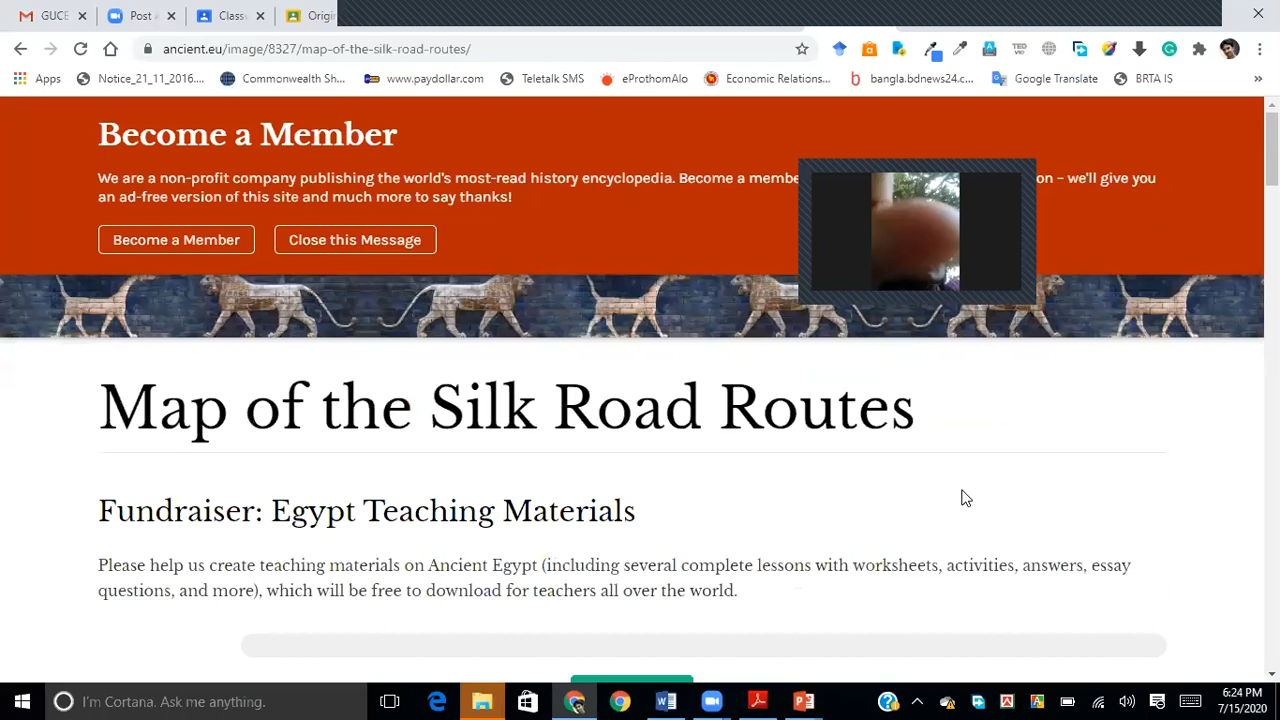 GUCE
Post
Class
Origi
ancient.eu/image/8327/map-of-the-silk-road-routes/
Apps Notice_21_11_2016.... Commonwealth Sh... www.paydollar.com Teletalk SMS eProthomAlo Economic Relations... bangla.bdnews24.c... Google Translate BRTA IS »
Become a Member
We are a non-profit company publishing the world's most-read history encyclopedia. Become a membe on – we'll give you
an ad-free version of this site and much more to say thanks!
Become a Member Close this Message
Map of the Silk Road Routes
Fundraiser: Egypt Teaching Materials
Please help us create teaching materials on Ancient Egypt (including several complete lessons with worksheets, activities, answers, essay
questions, and more), which will be free to download for teachers all over the world.
I'm Cortana. Ask me anything.
6:24 PM
7/15/2020